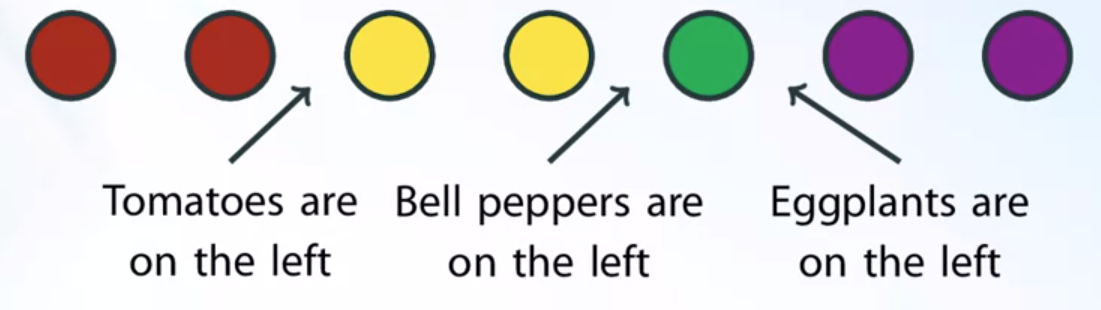 Tomatoes are
on the left
Bell peppers are
on the left
Eggplants are
on the left